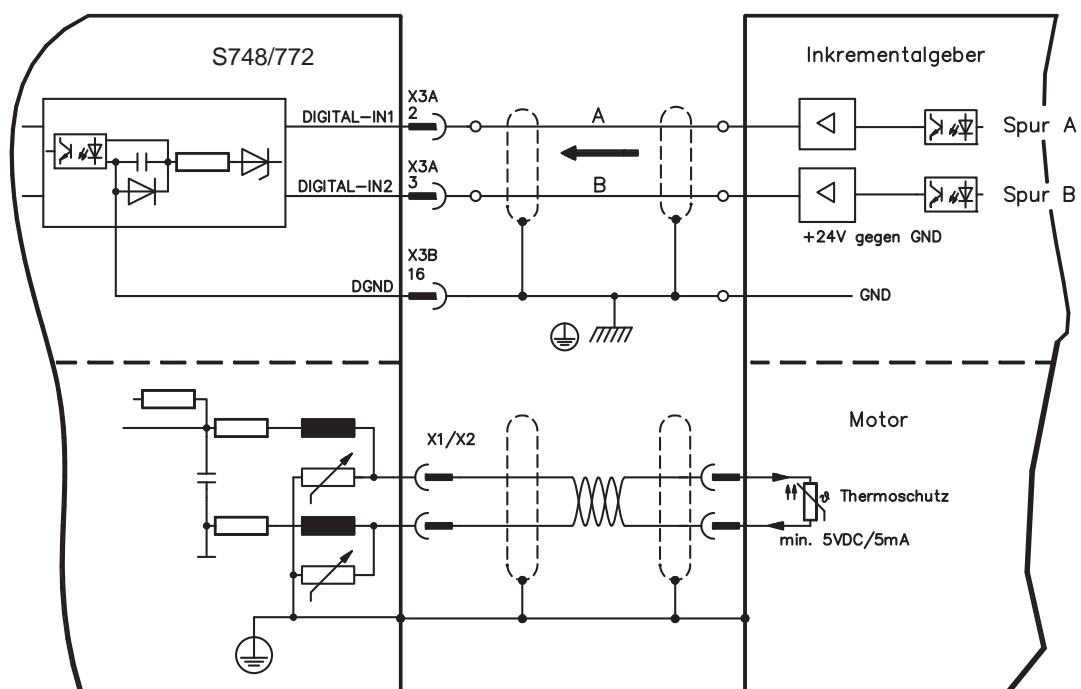 S748/772
Inkrementalgeber
DIGITAL-IN1
X3A
2
A
Spur A
DIGITAL-IN2
X3A
3
B
Spur B
+24V gegen GND
X3B
16
DGND
GND
Motor
X1/X2
ϑ Thermoschutz
min. 5VDC/5mA